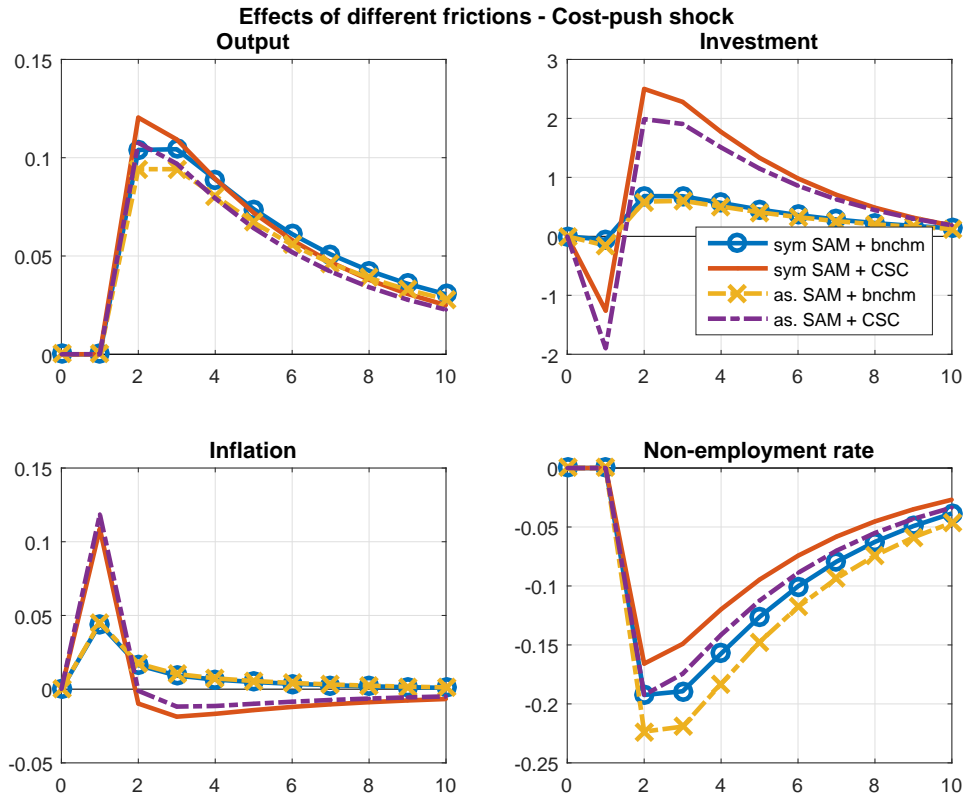 Effects of different frictions - Cost-push shock
Output
0.15
0.1
0.05
0
0 2 4 6 8 10
Investment
3
2
1
0
-1
-2
0 2 4 6 8 10
sym SAM + bnchm
sym SAM + CSC
as. SAM + bnchm
as. SAM + CSC
Inflation
0.15
0.1
0.05
0
-0.05
0 2 4 6 8 10
Non-employment rate
0
-0.05
-0.1
-0.15
-0.2
-0.25
0 2 4 6 8 10